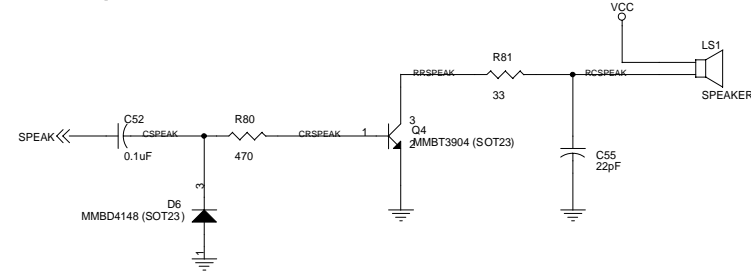 VCC
LS1
R81
RRSPEAK
RCSPEAK
33
SPEAKER
C52
R80
3
Q4
SPEAK
CSPEAK
CRSPEAK
1
2
MMBT3904 (SOT23)
0.1uF
470
C55
22pF
3
D6
MMBD4148 (SOT23)
1